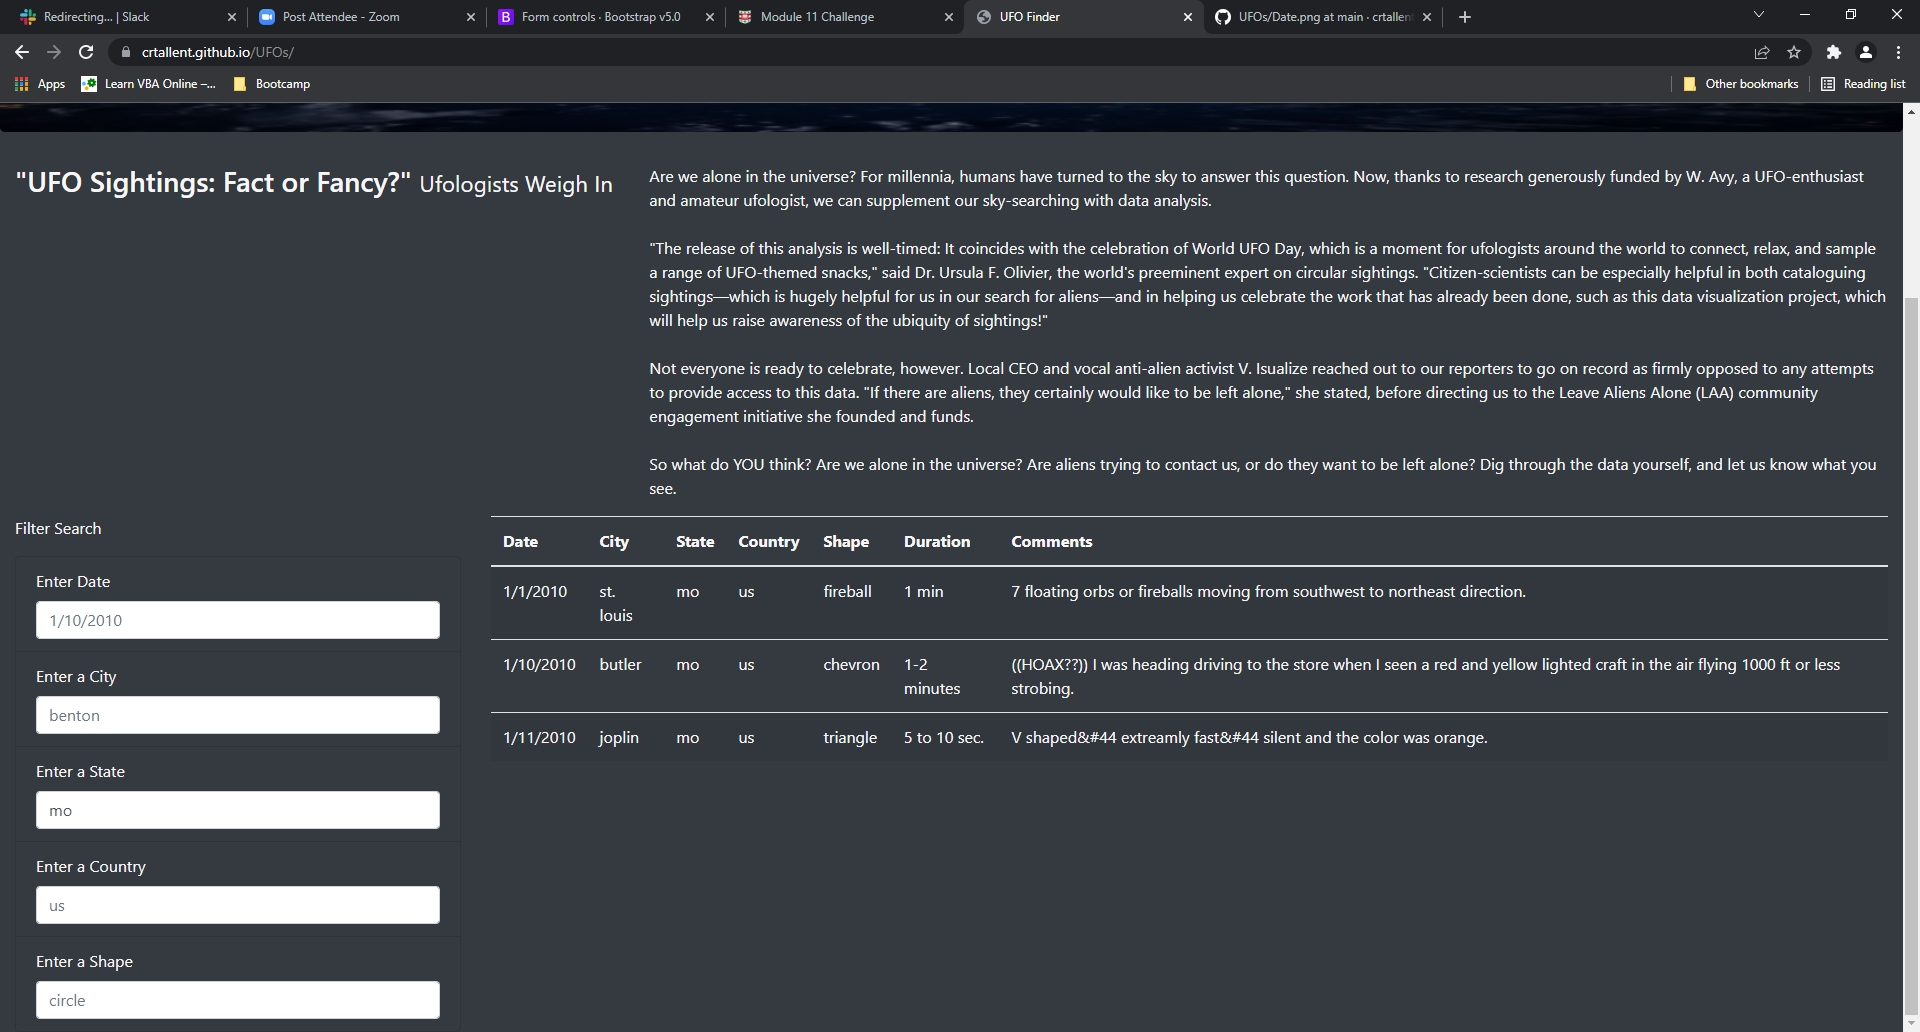 Redirecting... | Slack
Post Attendee - Zoom
Form controls · Bootstrap v5.0
Module 11 Challenge
UFO Finder
UFOs/Date.png at main · crtallent
crtallent.github.io/UFOs/
Apps
Learn VBA Online –...
Bootcamp
Other bookmarks
Reading list
"UFO Sightings: Fact or Fancy?" Ufologists Weigh In
Are we alone in the universe? For millennia, humans have turned to the sky to answer this question. Now, thanks to research generously funded by W. Avy, a UFO-enthusiast
and amateur ufologist, we can supplement our sky-searching with data analysis.
"The release of this analysis is well-timed: It coincides with the celebration of World UFO Day, which is a moment for ufologists around the world to connect, relax, and sample
a range of UFO-themed snacks," said Dr. Ursula F. Olivier, the world's preeminent expert on circular sightings. "Citizen-scientists can be especially helpful in both cataloguing
sightings—which is hugely helpful for us in our search for aliens—and in helping us celebrate the work that has already been done, such as this data visualization project, which
will help us raise awareness of the ubiquity of sightings!"
Not everyone is ready to celebrate, however. Local CEO and vocal anti-alien activist V. Isualize reached out to our reporters to go on record as firmly opposed to any attempts
to provide access to this data. "If there are aliens, they certainly would like to be left alone," she stated, before directing us to the Leave Aliens Alone (LAA) community
engagement initiative she founded and funds.
So what do YOU think? Are we alone in the universe? Are aliens trying to contact us, or do they want to be left alone? Dig through the data yourself, and let us know what you
see.
Filter Search
Enter Date
1/10/2010
Enter a City
benton
Enter a State
mo
Enter a Country
us
Enter a Shape
circle
Date City State Country Shape Duration Comments
1/1/2010 st. mo us fireball 1 min 7 floating orbs or fireballs moving from southwest to northeast direction.
louis
1/10/2010 butler mo us chevron 1-2 ((HOAX??)) I was heading driving to the store when I seen a red and yellow lighted craft in the air flying 1000 ft or less
minutes strobing.
1/11/2010 joplin mo us triangle 5 to 10 sec. V shaped&#44 extreamly fast&#44 silent and the color was orange.